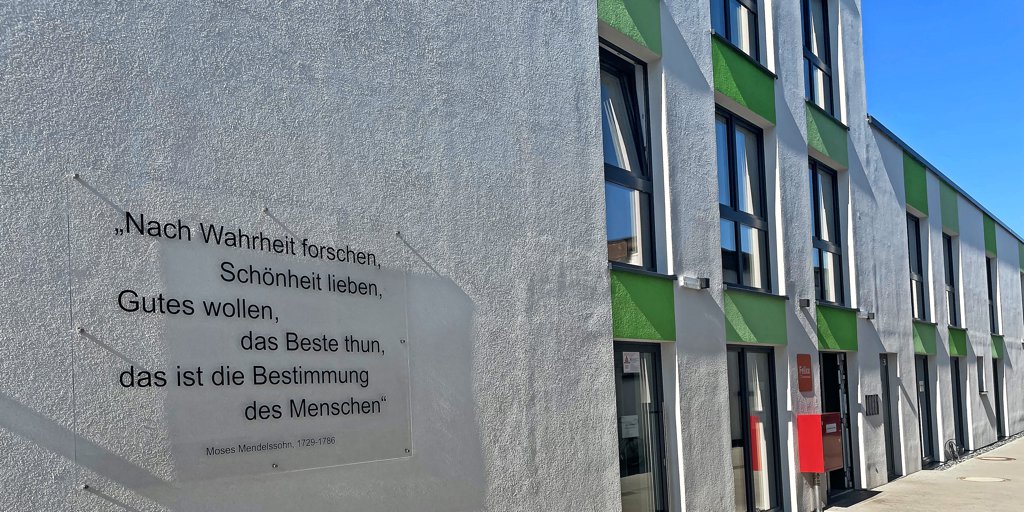 „Nach Wahrheit forschen,
Schönheit lieben,
Gutes wollen,
das Beste thun,
das ist die Bestimmung
des Menschen“
Moses Mendelssohn, 1729-1786
Felix